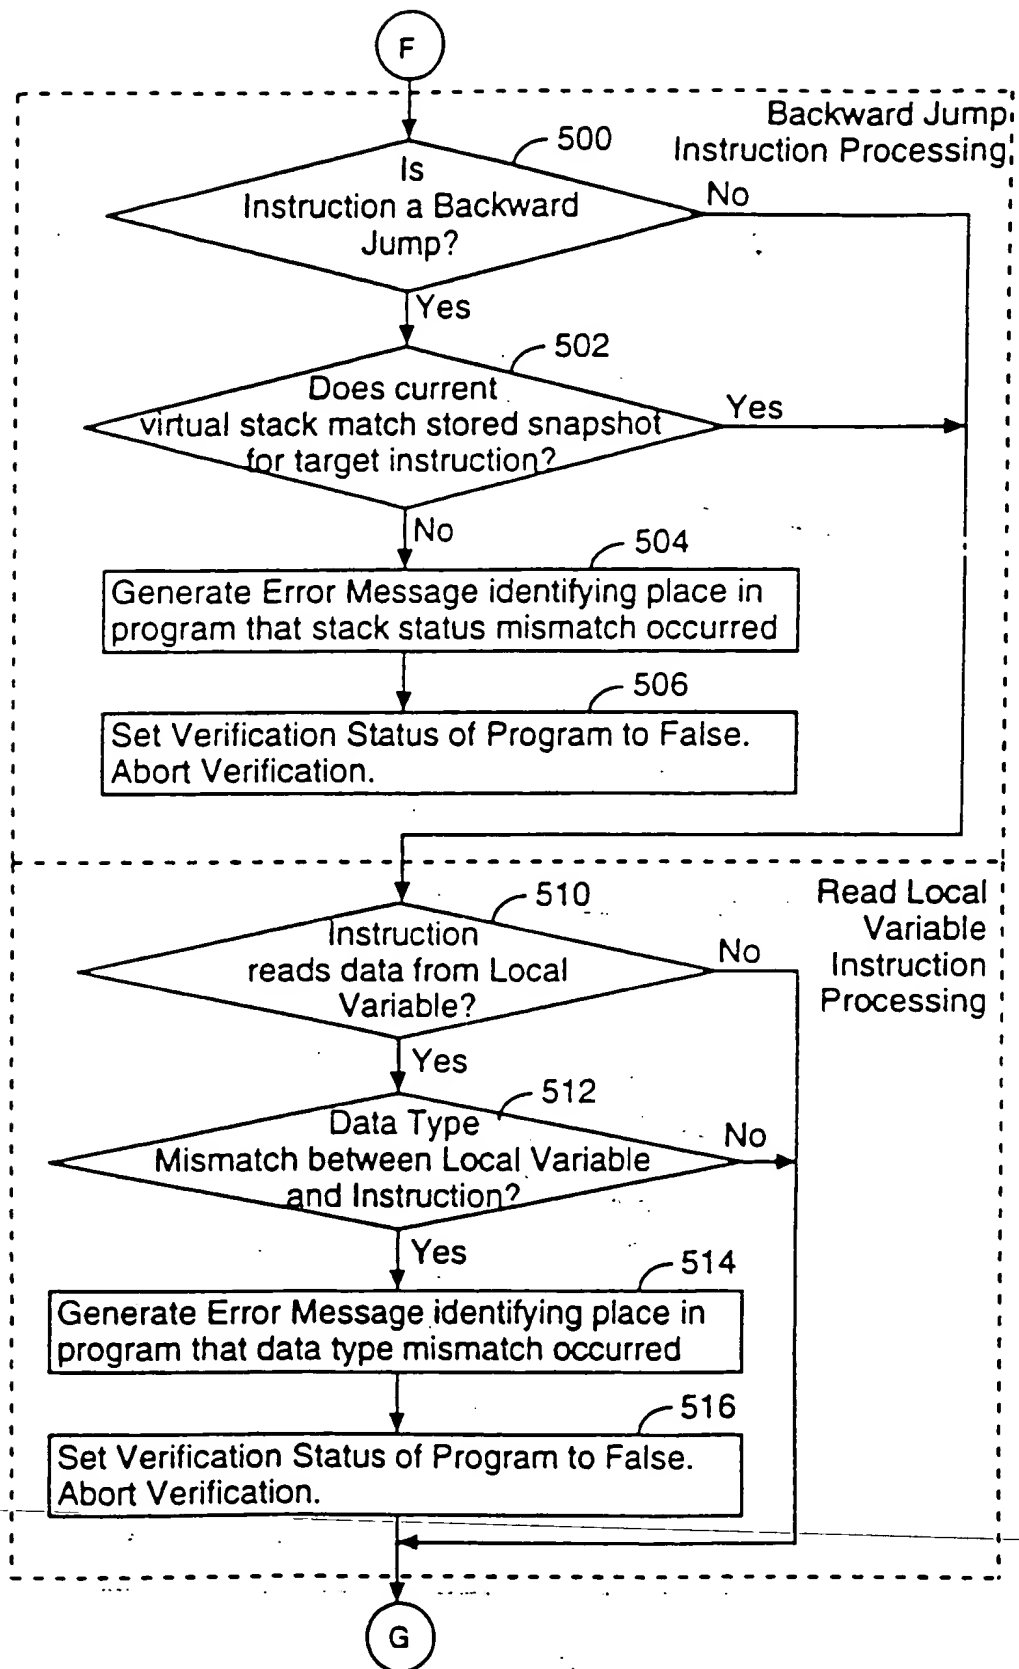 F
Backward Jump
Instruction Processing
500
Is
Instruction a Backward
Jump?
No
Yes
502
Does current
virtual stack match stored snapshot
for target instruction?
Yes
No
504
Generate Error Message identifying place in
program that stack status mismatch occurred
506
Set Verification Status of Program to False.
Abort Verification.
Read Local
Variable
Instruction
Processing
510
Instruction
reads data from Local
Variable?
No
Yes
512
Data Type
Mismatch between Local Variable
and Instruction?
No
Yes
514
Generate Error Message identifying place in
program that data type mismatch occurred
516
Set Verification Status of Program to False.
Abort Verification.
G